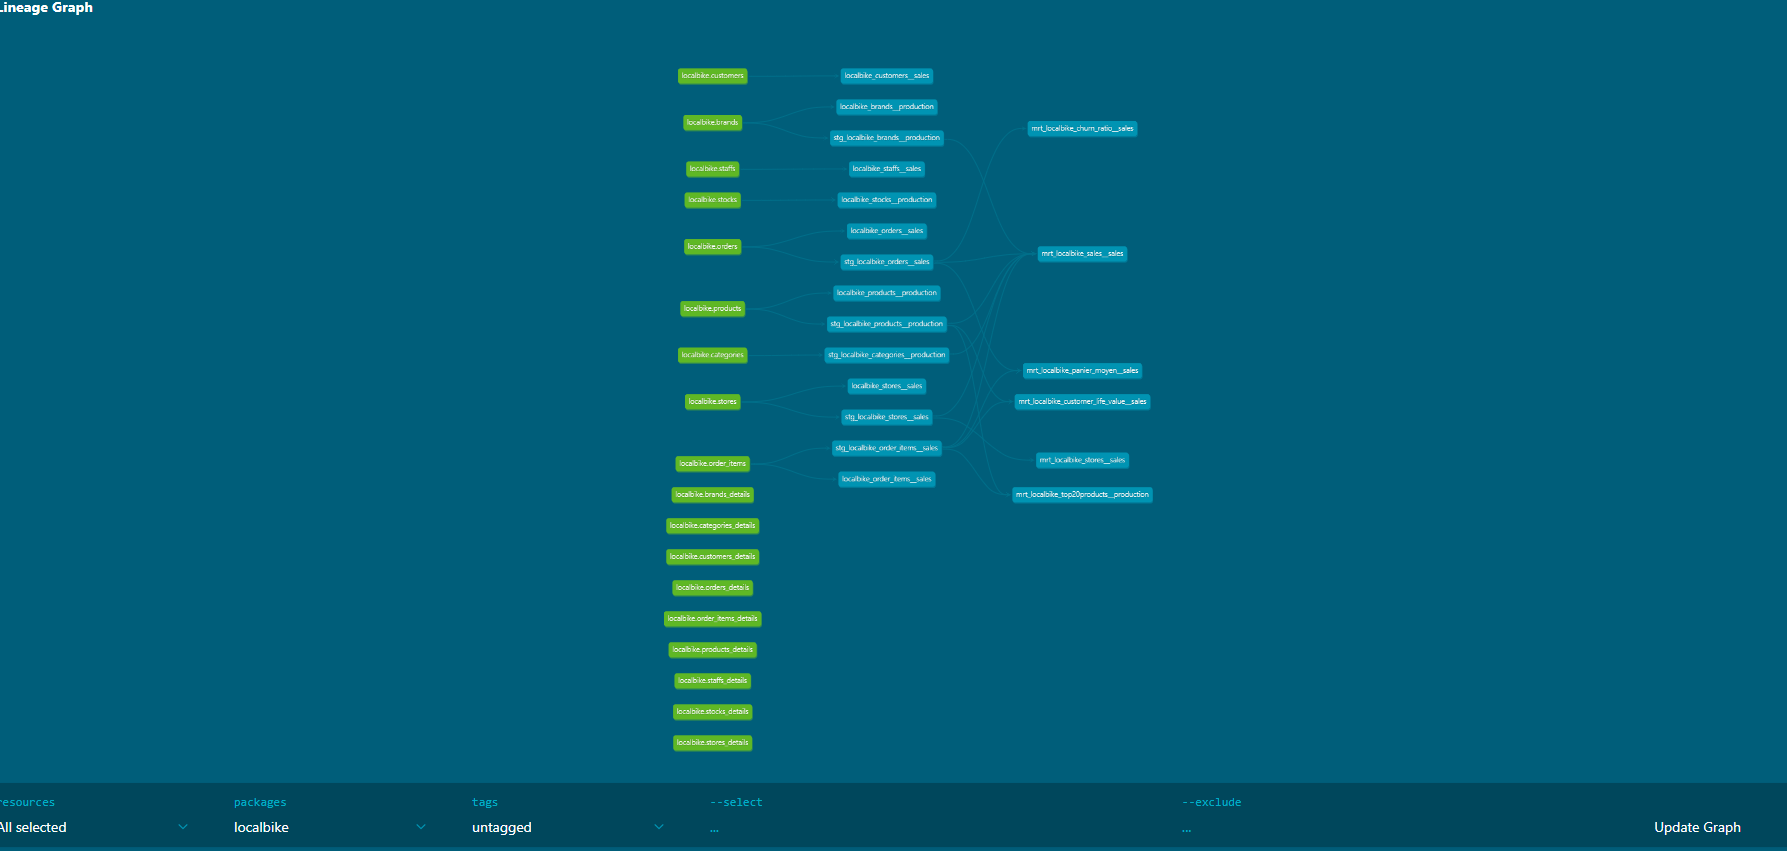 Lineage Graph
localbike.customers
localbike.brands
localbike.staffs
localbike.stocks
localbike.orders
localbike.products
localbike.categories
localbike.stores
localbike.order_items
localbike.brands_details
localbike.categories_details
localbike.customers_details
localbike.orders_details
localbike.order_items_details
localbike.products_details
localbike.staffs_details
localbike.stocks_details
localbike.stores_details
localbike_customers__sales
localbike_brands__production
stg_localbike_brands__production
localbike_staffs__sales
localbike_stocks__production
localbike_orders__sales
stg_localbike_orders__sales
localbike_products__production
stg_localbike_products__production
stg_localbike_categories__production
localbike_stores__sales
stg_localbike_stores__sales
stg_localbike_order_items__sales
localbike_order_items__sales
mrt_localbike_churn_ratio__sales
mrt_localbike_sales__sales
mrt_localbike_panier_moyen__sales
mrt_localbike_customer_life_value__sales
mrt_localbike_stores__sales
mrt_localbike_top20products__production
resources
All selected
packages
localbike
tags
untagged
--select
...
--exclude
...
Update Graph